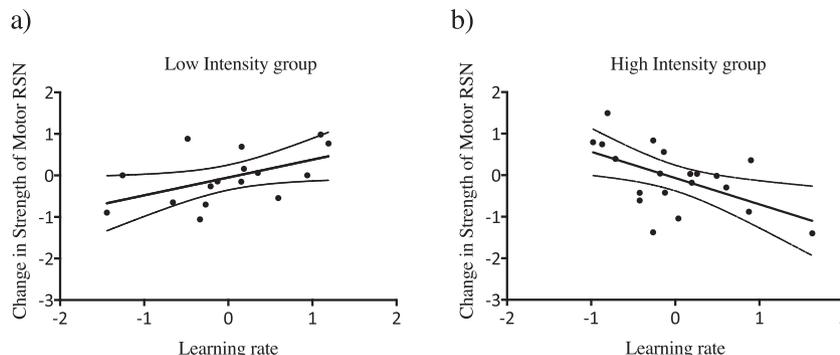 a)
Low Intensity group
Change in Strength of Motor RSN
2
1
0
-1
-2
-3
-2 -1 0 1 2
Learning rate
b)
High Intensity group
Change in Strength of Motor RSN
2
1
0
-1
-2
-3
-2 -1 0 1
Learning rate